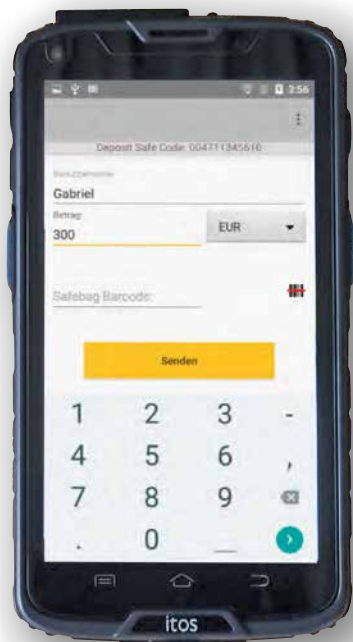 3:56
Deposit Safe Code: 004711345610
Benutzername
Gabriel
Betrag:
300
EUR
Safebag Barcode:
Senden
1 2 3 -
4 5 6 ,
7 8 9
. 0 _
itos